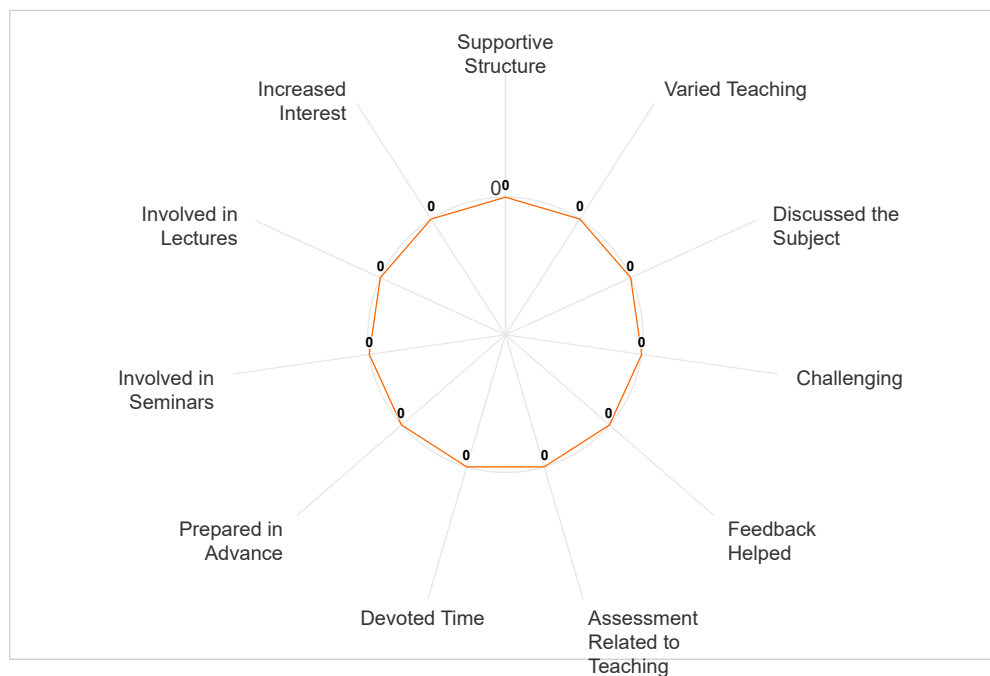 Supportive
Structure
Increased
Interest
Varied Teaching
0
0
0
0
Involved in
Lectures
Discussed the
Subject
0
0
0
0
Involved in
Seminars
Challenging
0
0
0
0
Prepared in
Advance
Feedback
Helped
Devoted Time
Assessment
Related to
Teaching